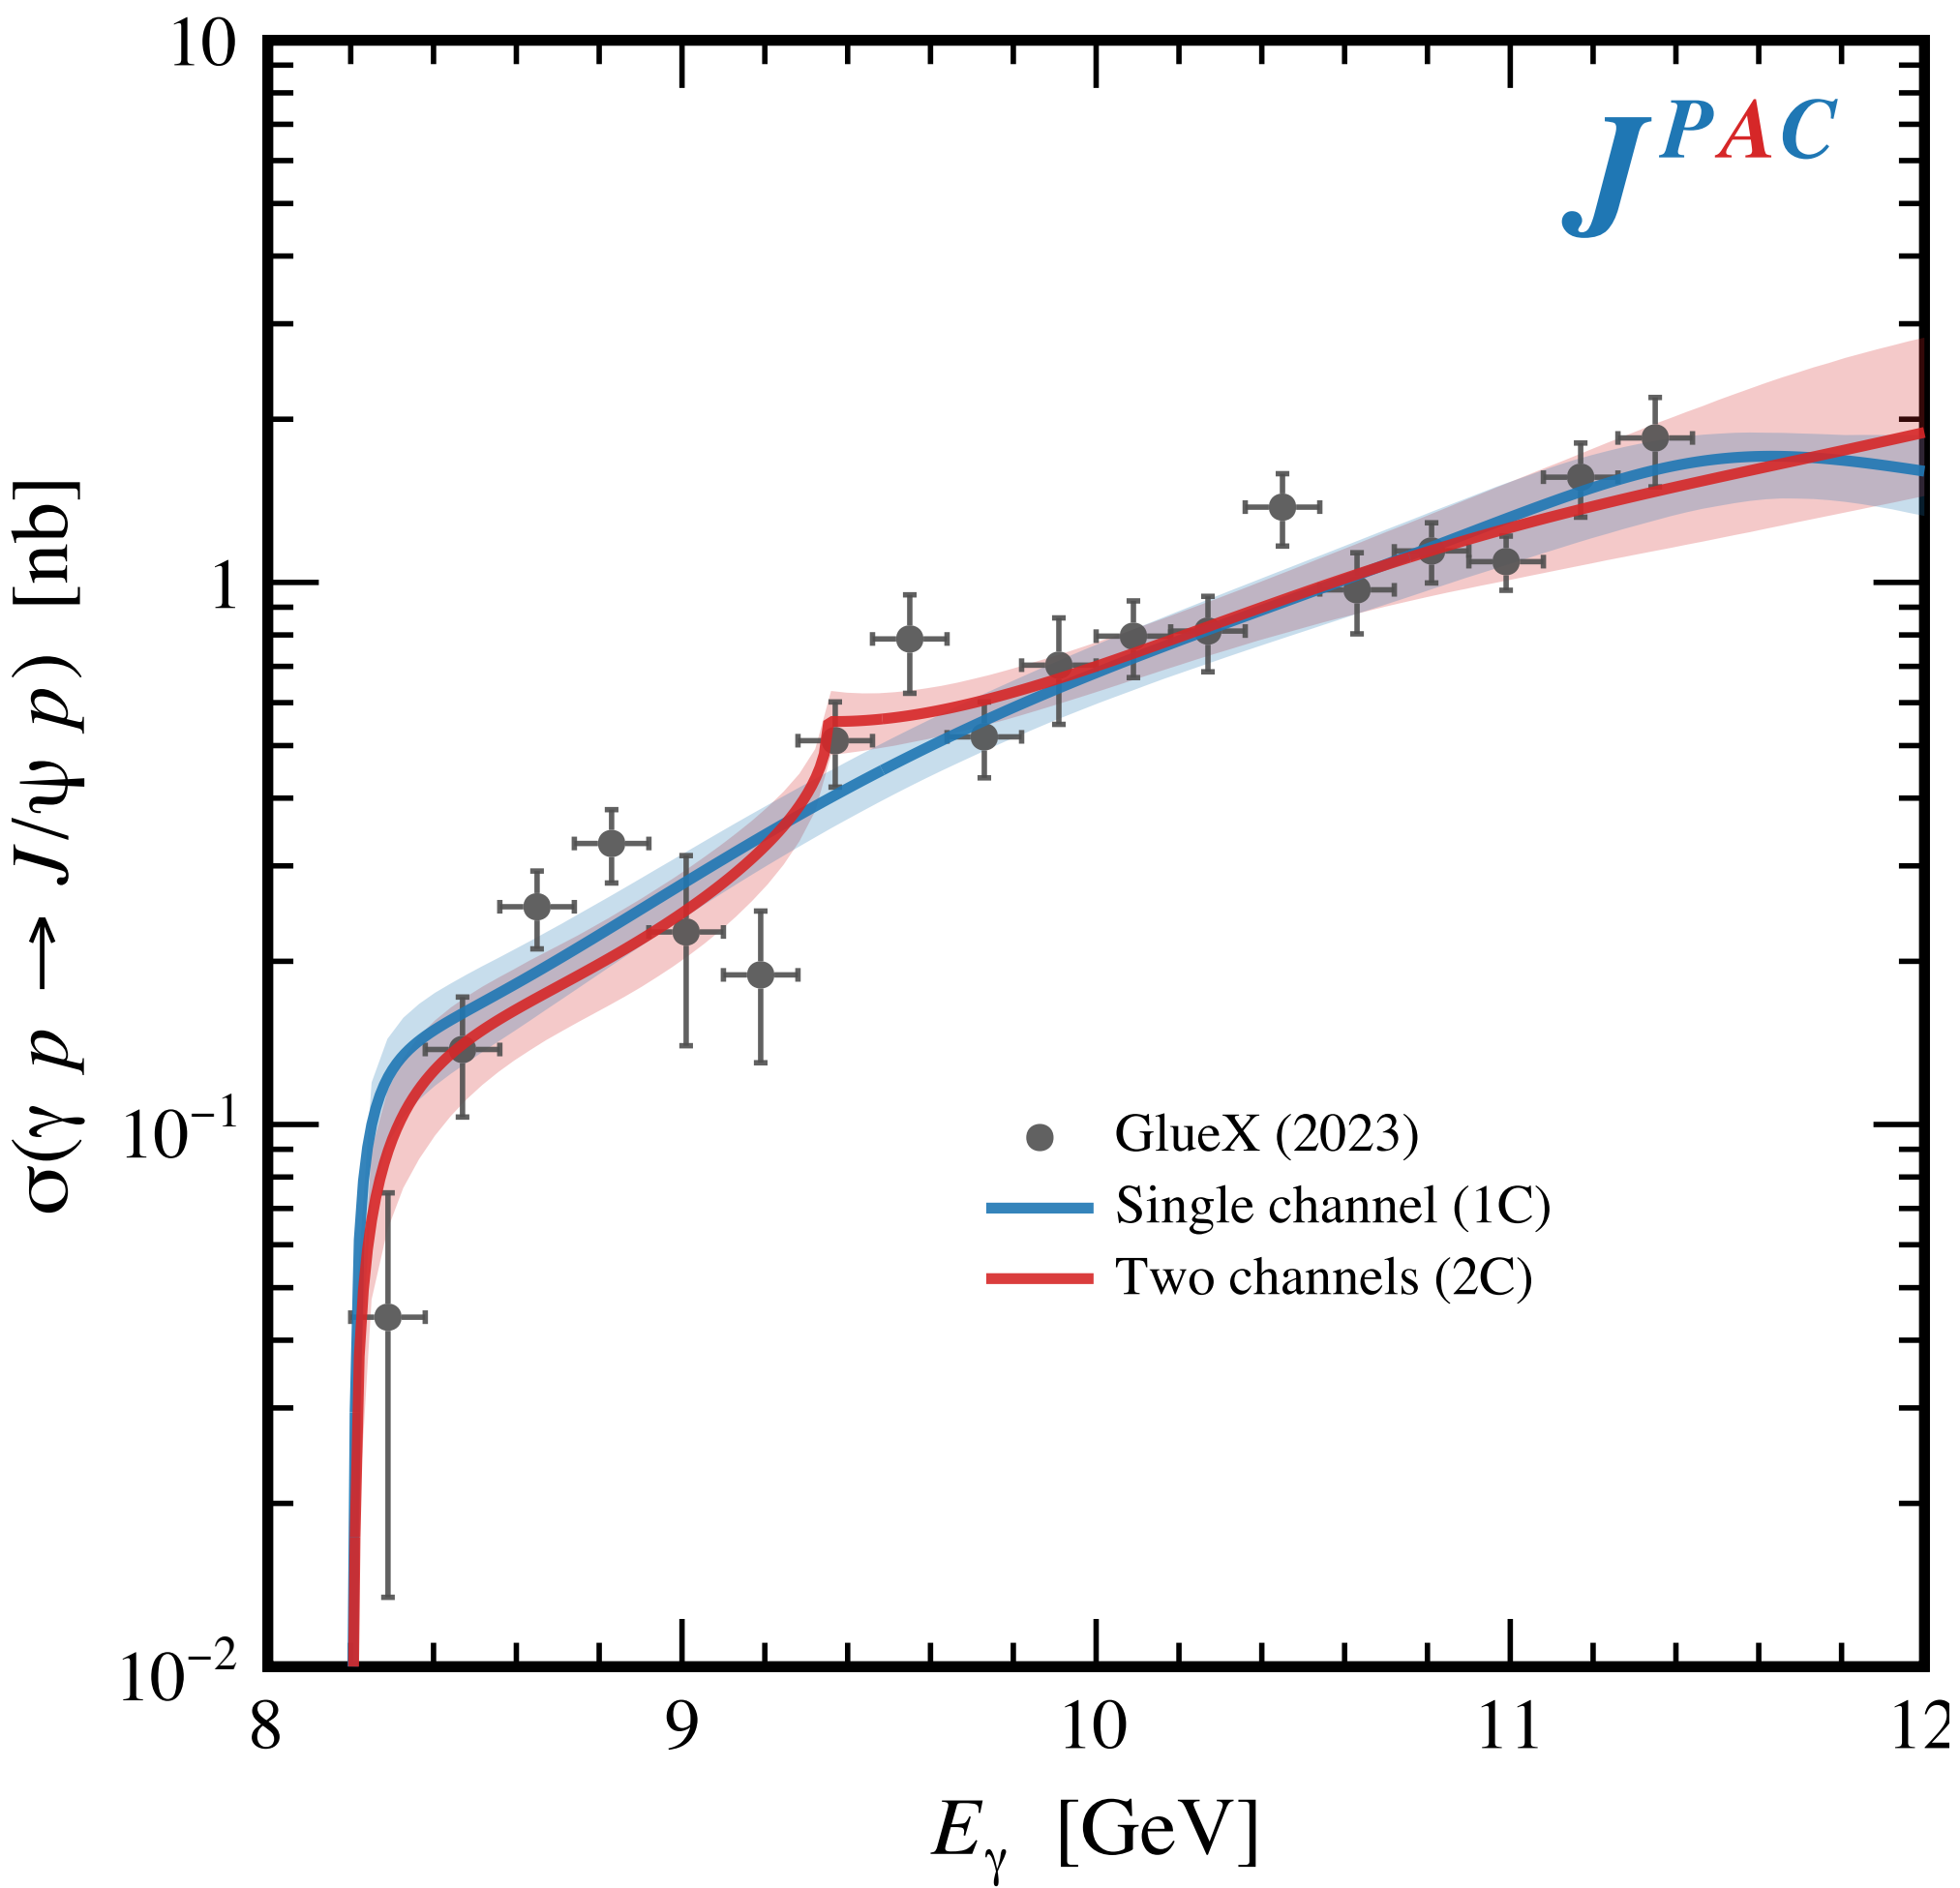 10
J PAC
σ(γ p → J/ψ p) [nb]
1
10⁻¹
GlueX (2023)
Single channel (1C)
Two channels (2C)
10⁻²
8 9 10 11 12
Eᵧ [GeV]